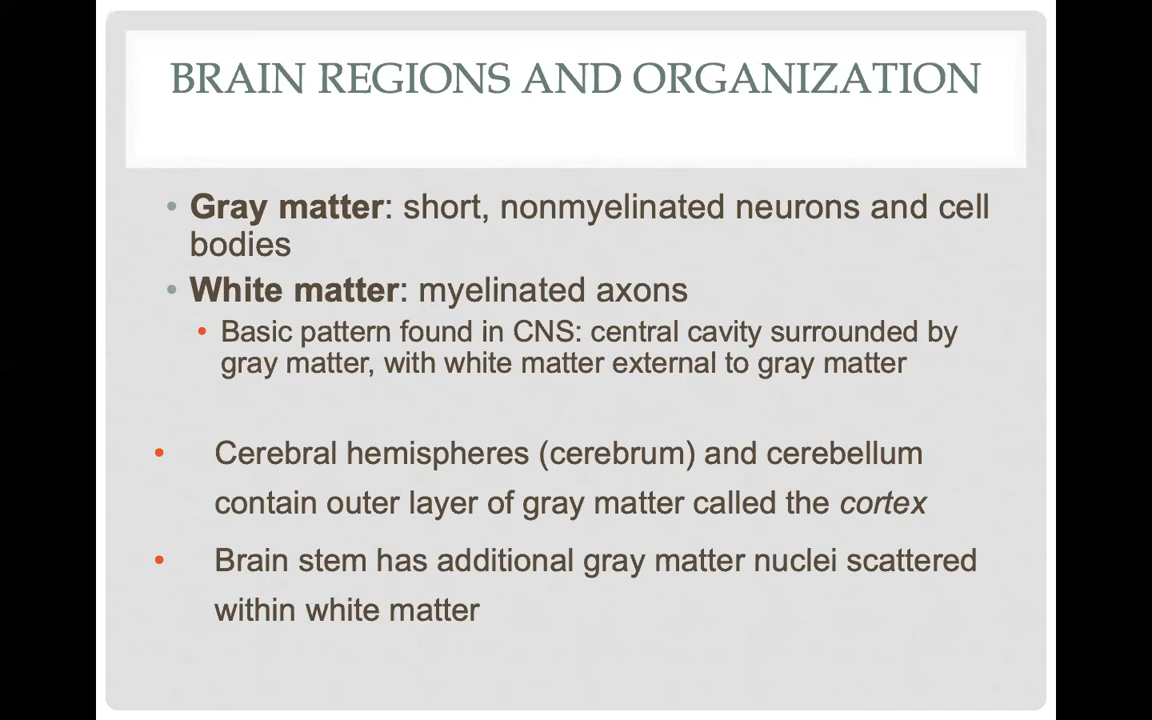 BRAIN REGIONS AND ORGANIZATION
• Gray matter: short, nonmyelinated neurons and cell
bodies
• White matter: myelinated axons
• Basic pattern found in CNS: central cavity surrounded by
gray matter, with white matter external to gray matter
• Cerebral hemispheres (cerebrum) and cerebellum
contain outer layer of gray matter called the cortex
• Brain stem has additional gray matter nuclei scattered
within white matter